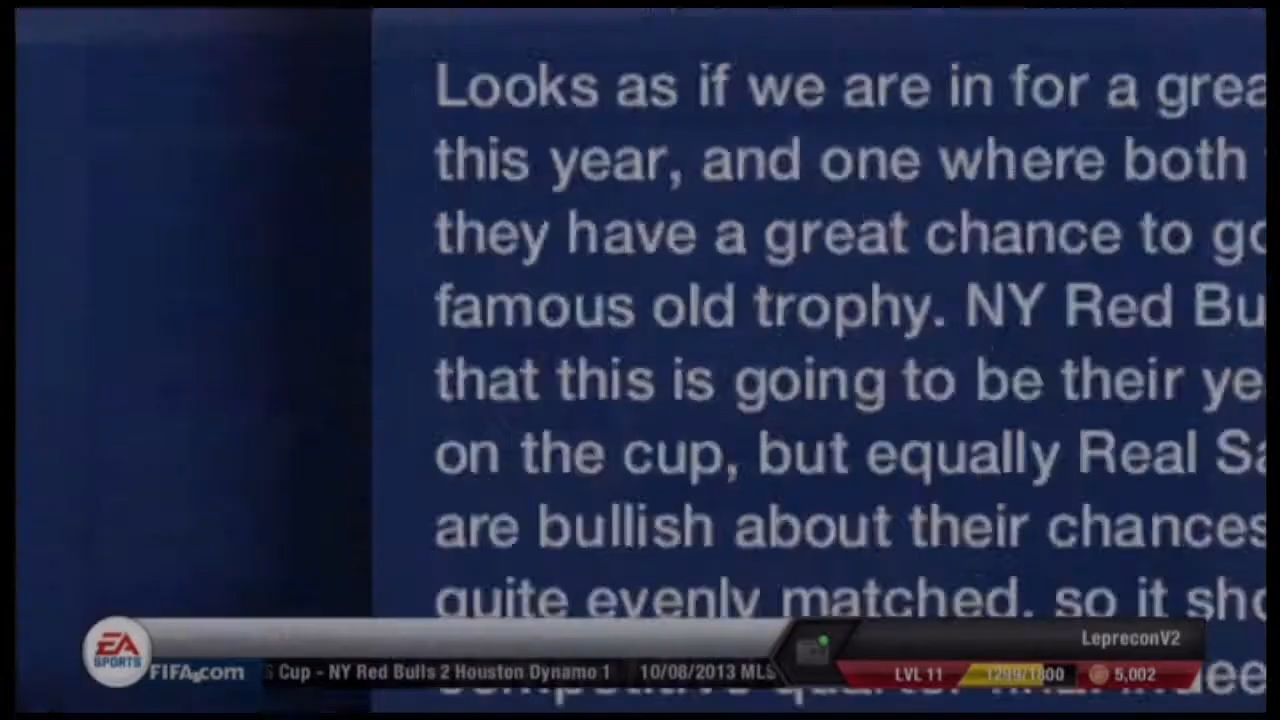 Looks as if we are in for a grea
this year, and one where both
they have a great chance to go
famous old trophy. NY Red Bu
that this is going to be their ye
on the cup, but equally Real Sa
are bullish about their chances
quite evenly matched, so it sho
LepreconV2
EA
SPORTS
FIFA.com
S Cup - NY Red Bulls 2 Houston Dynamo 1 10/08/2013 MLS
LVL 11
1299/1800
5,002